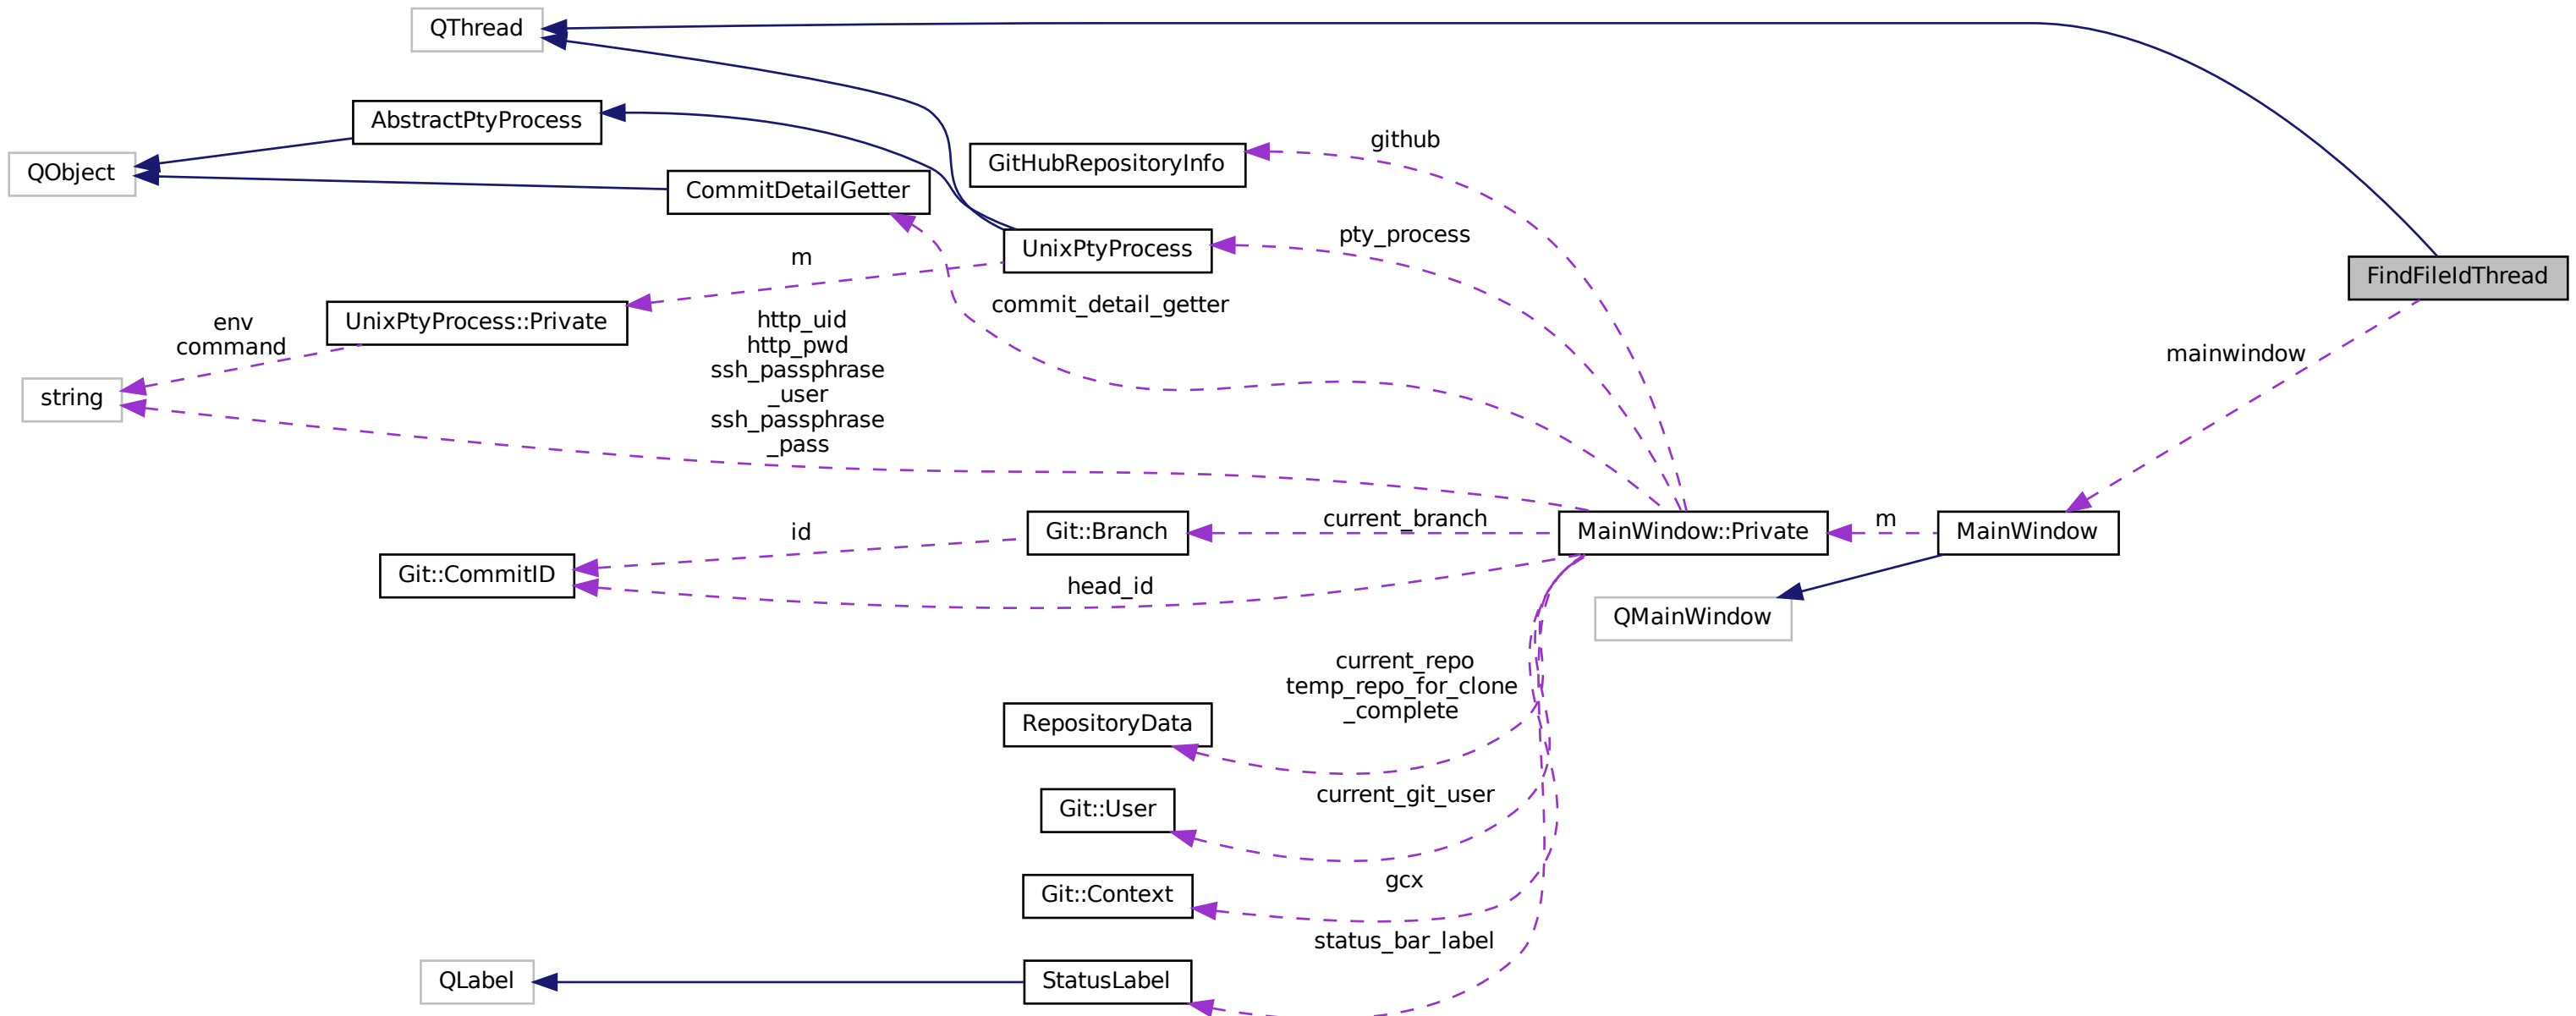 QThread
AbstractPtyProcess
github
GitHubRepositoryInfo
QObject
CommitDetailGetter
pty_process
UnixPtyProcess
m
FindFileIdThread
commit_detail_getter
UnixPtyProcess::Private
env
command
http_uid
http_pwd
ssh_passphrase
_user
ssh_passphrase
_pass
mainwindow
string
id
Git::Branch
current_branch
MainWindow::Private
m
MainWindow
Git::CommitID
head_id
QMainWindow
current_repo
temp_repo_for_clone
_complete
RepositoryData
current_git_user
Git::User
gcx
Git::Context
status_bar_label
QLabel
StatusLabel